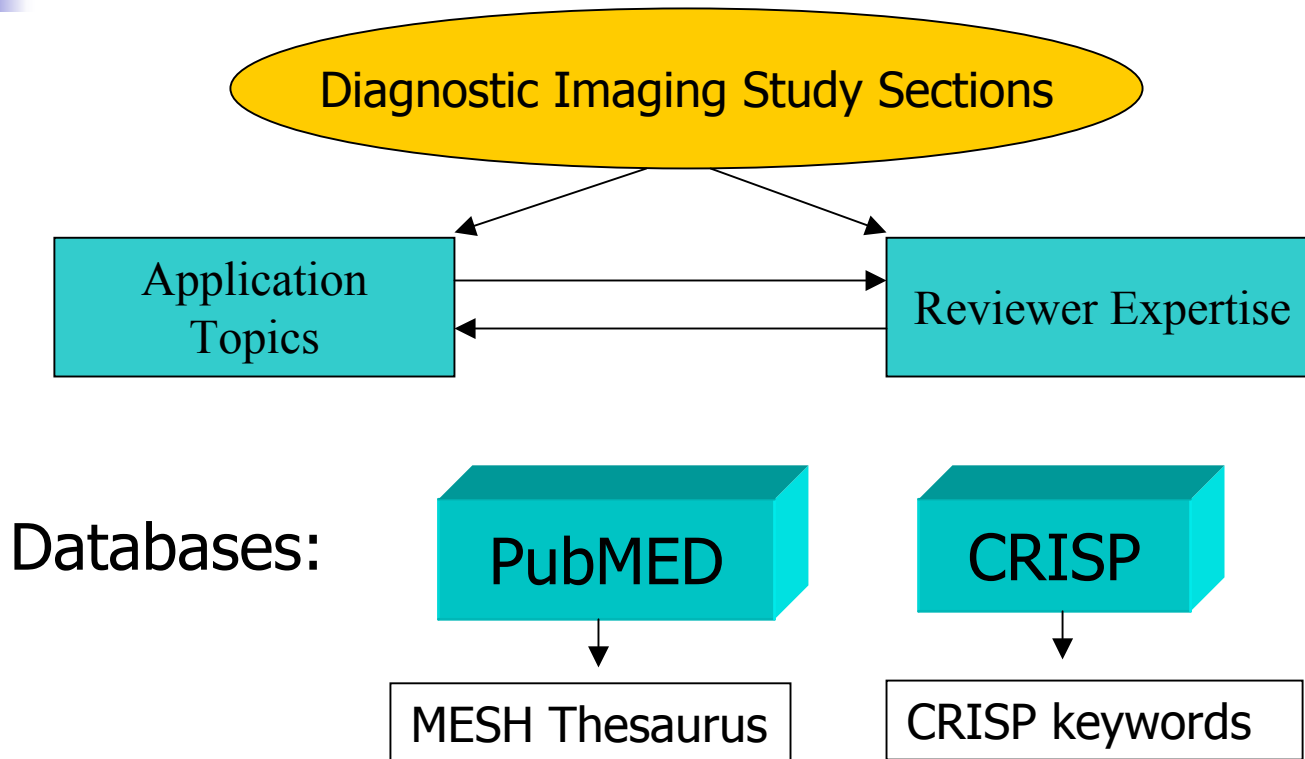 Diagnostic Imaging Study Sections
Application
Topics
Reviewer Expertise
Databases:
PubMED
CRISP
MESH Thesaurus
CRISP keywords